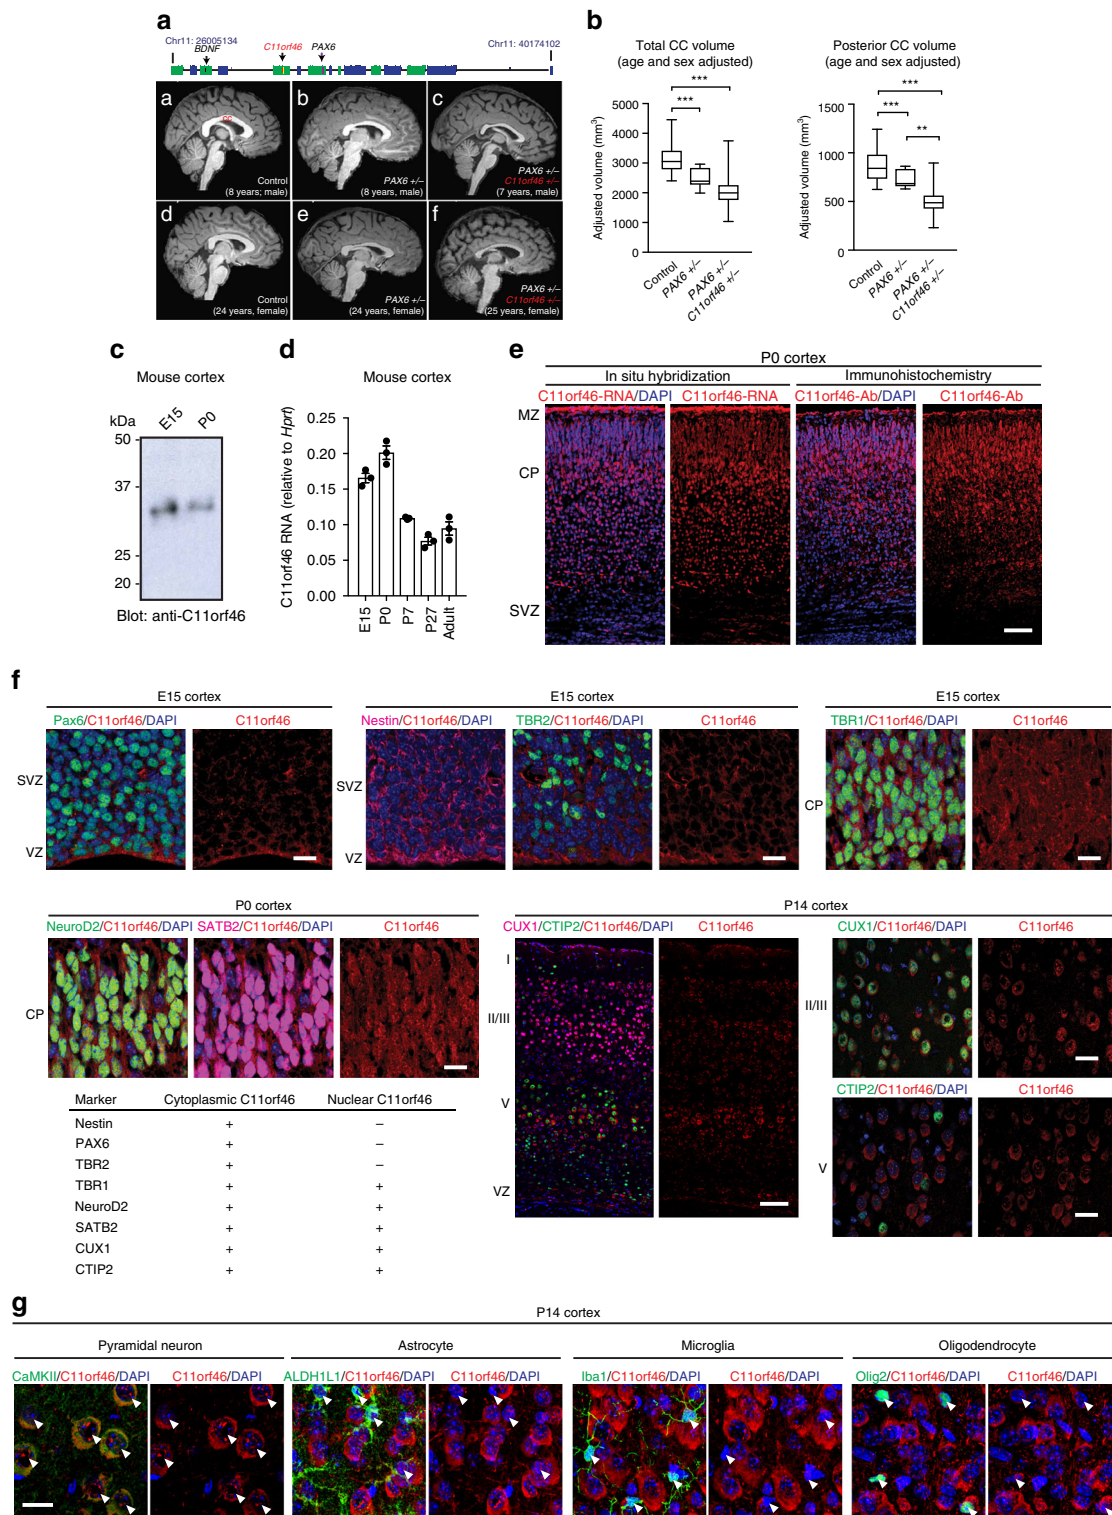 a
Chr11: 26005134
BDNF
C11orf46
PAX6
Chr11: 40174102
a
CC
Control
(8 years; male)
b
PAX6 +/–
(8 years, male)
c
PAX6 +/–
C11orf46 +/–
(7 years, male)
d
Control
(24 years, female)
e
PAX6 +/–
(24 years, female)
f
PAX6 +/–
C11orf46 +/–
(25 years, female)
b
Total CC volume
(age and sex adjusted)
***
***
Adjusted volume (mm3)
5000
4000
3000
2000
1000
0
Control
PAX6 +/–
PAX6 +/–
C11orf46 +/–
Posterior CC volume
(age and sex adjusted)
***
***
**
Adjusted volume (mm3)
1500
1000
500
0
Control
PAX6 +/–
PAX6 +/–
C11orf46 +/–
c
Mouse cortex
kDa
E15
P0
50
37
25
20
Blot: anti-C11orf46
d
Mouse cortex
C11orf46 RNA (relative to Hprt)
0.20
0.15
0.10
0.05
0.00
E15
P0
P7
P27
Adult
e
P0 cortex
In situ hybridization
Immunohistochemistry
C11orf46-RNA/DAPI
C11orf46-RNA
C11orf46-Ab/DAPI
C11orf46-Ab
MZ
CP
SVZ
f
E15 cortex
Pax6/C11orf46/DAPI
C11orf46
SVZ
VZ
E15 cortex
Nestin/C11orf46/DAPI
TBR2/C11orf46/DAPI
C11orf46
SVZ
VZ
E15 cortex
TBR1/C11orf46/DAPI
C11orf46
CP
P0 cortex
NeuroD2/C11orf46/DAPI
SATB2/C11orf46/DAPI
C11orf46
CP
P14 cortex
CUX1/CTIP2/C11orf46/DAPI
C11orf46
I
II/III
V
VZ
CUX1/C11orf46/DAPI
C11orf46
II/III
CTIP2/C11orf46/DAPI
C11orf46
V
Marker Cytoplasmic C11orf46 Nuclear C11orf46
Nestin + –
PAX6 + –
TBR2 + –
TBR1 + +
NeuroD2 + +
SATB2 + +
CUX1 + +
CTIP2 + +
g
P14 cortex
Pyramidal neuron
Astrocyte
Microglia
Oligodendrocyte
CaMKII/C11orf46/DAPI
C11orf46/DAPI
ALDH1L1/C11orf46/DAPI
C11orf46/DAPI
Iba1/C11orf46/DAPI
C11orf46/DAPI
Olig2/C11orf46/DAPI
C11orf46/DAPI